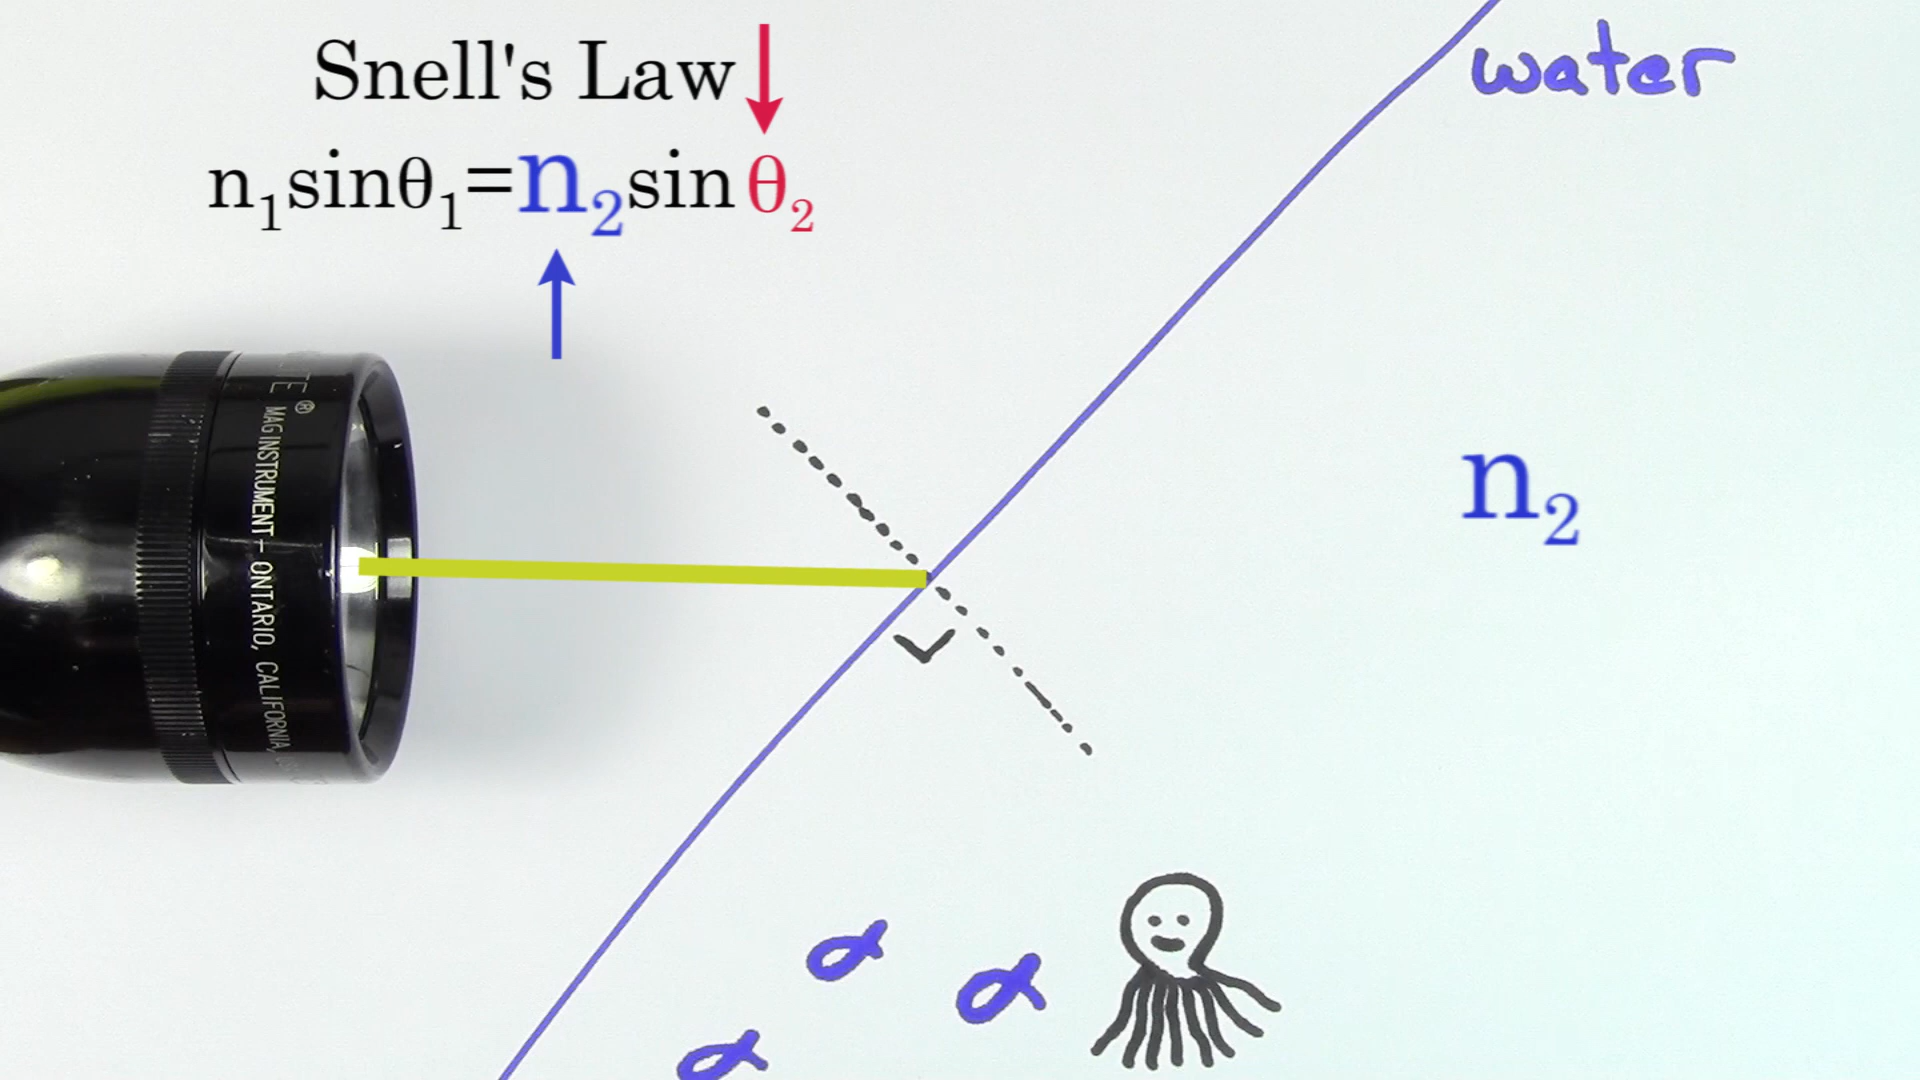 Snell's Law
n₁sinθ₁=n₂sinθ₂
water
n₂
MAG INSTRUMENT - ONTARIO, CALIFORNIA,